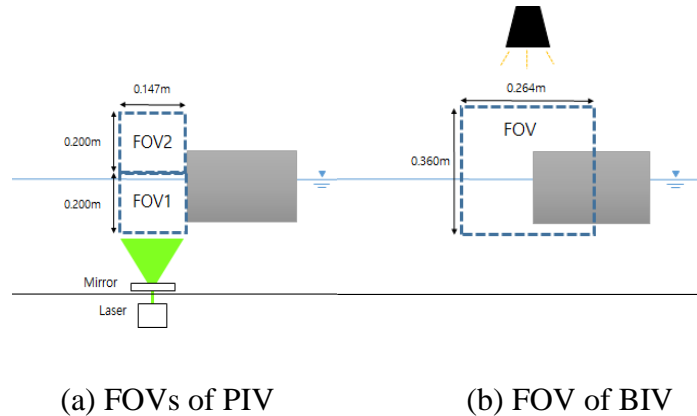 0.147m
0.200m
FOV2
0.200m
FOV1
Mirror
Laser
0.264m
FOV
0.360m
(a) FOVs of PIV
(b) FOV of BIV